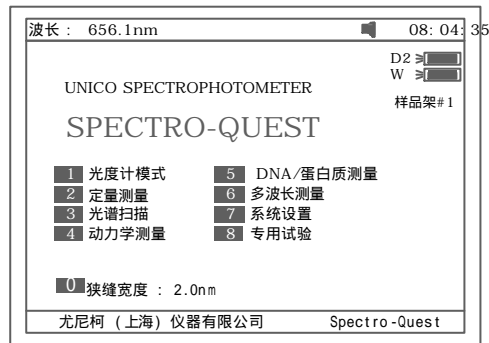 波长： 656.1nm 08: 04: 35
D2
W
样品架#1
UNICO SPECTROPHOTOMETER
SPECTRO-QUEST
1 光度计模式 5 DNA/蛋白质测量
2 定量测量 6 多波长测量
3 光谱扫描 7 系统设置
4 动力学测量 8 专用试验
0 狭缝宽度 : 2.0nm
尤尼柯 (上海) 仪器有限公司 Spectro-Quest